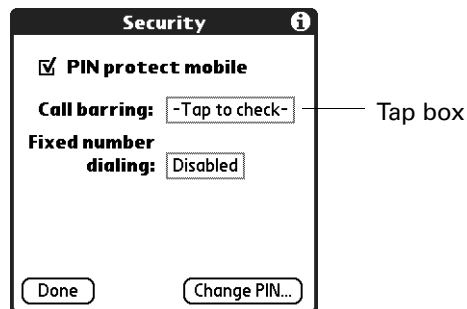 Security
PIN protect mobile
Call barring: -Tap to check- Tap box
Fixed number
dialing: Disabled
Done Change PIN...